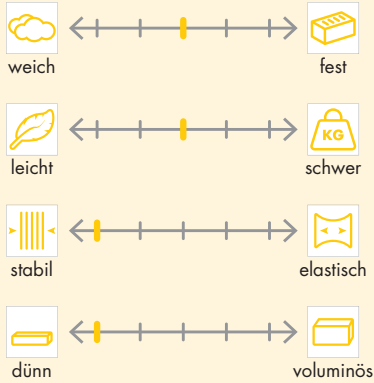 weich fest
KG
leicht schwer
stabil elastisch
dünn voluminös